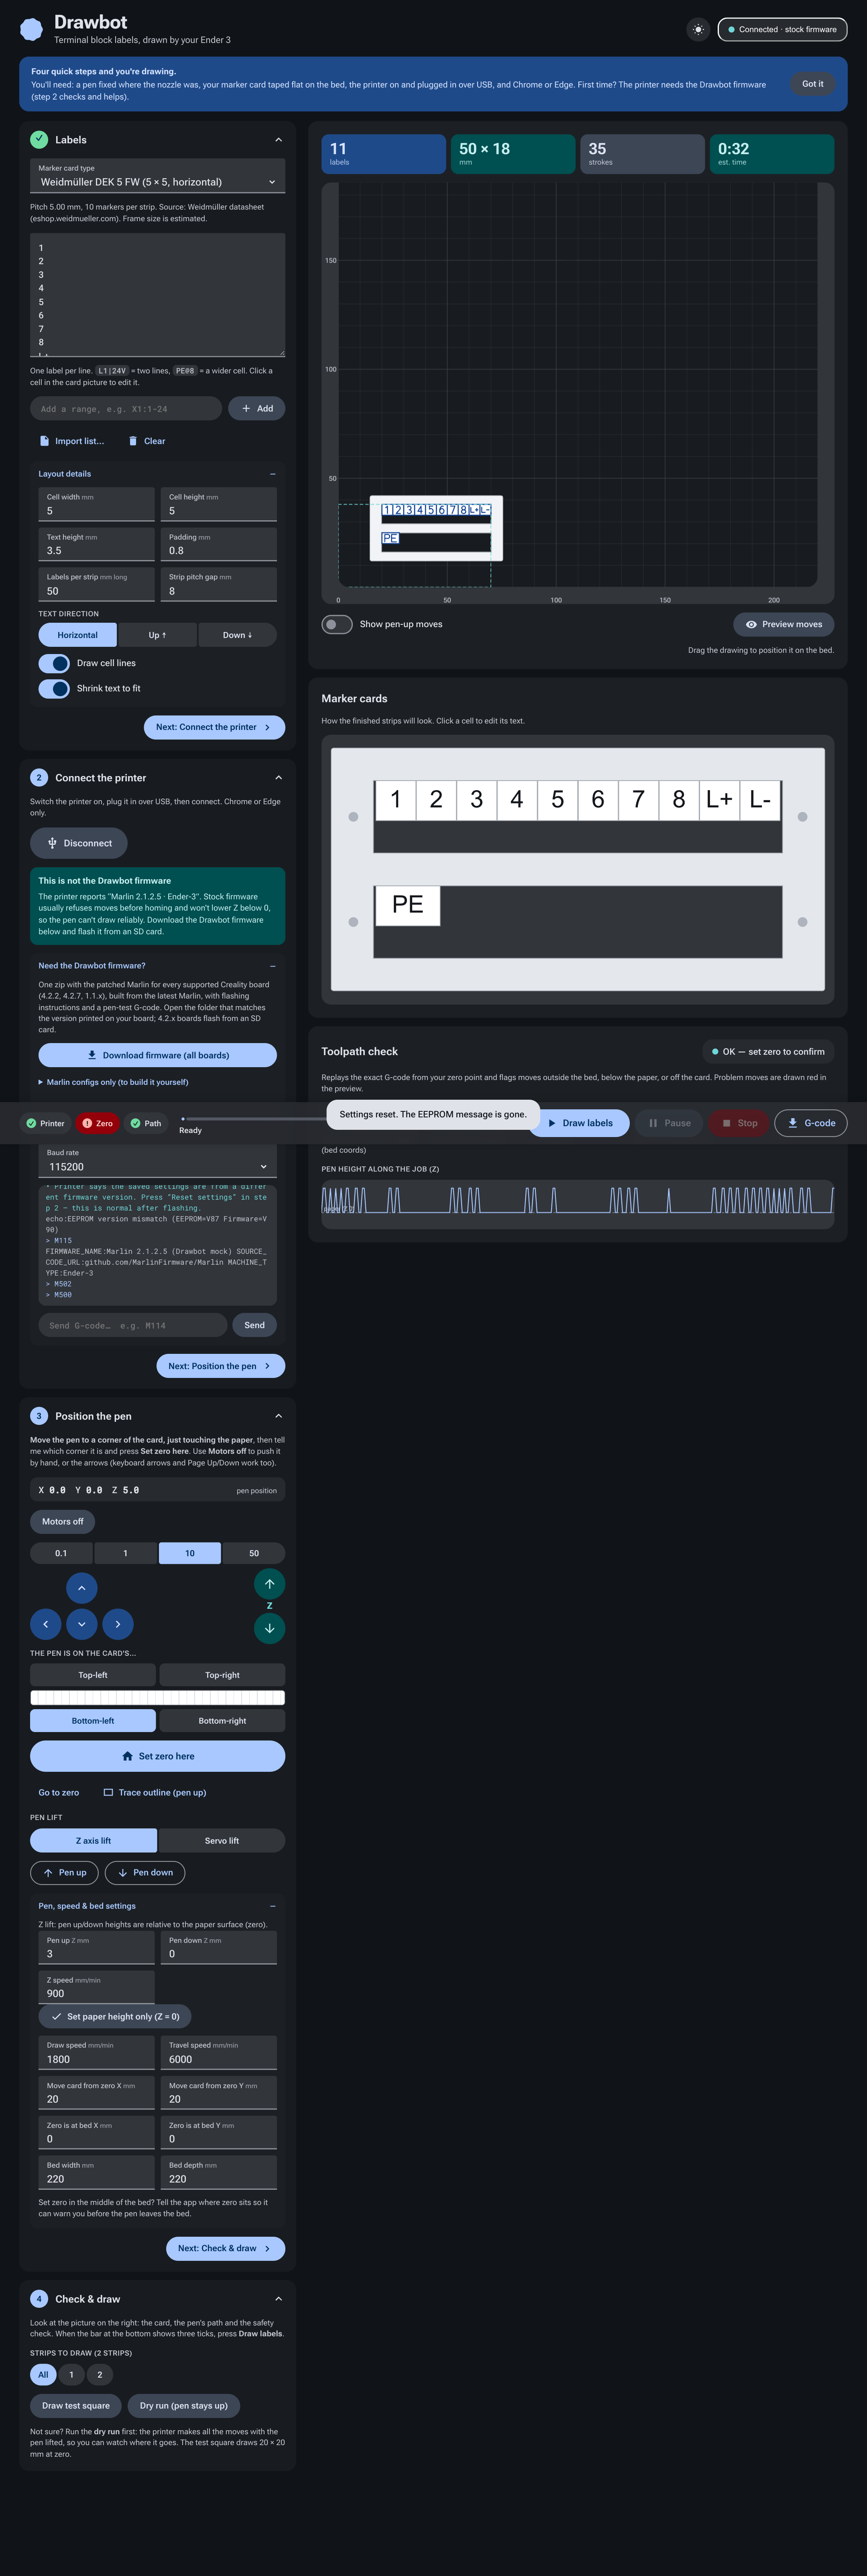 Drawbot
Terminal block labels, drawn by your Ender 3
Connected · stock firmware
Four quick steps and you're drawing.
You'll need: a pen fixed where the nozzle was, your marker card taped flat on the bed, the printer on and plugged in over USB, and Chrome or Edge. First time? The printer needs the Drawbot firmware
(step 2 checks and helps).
Got it
Labels
Marker card type
Weidmüller DEK 5 FW (5 × 5, horizontal)
Pitch 5.00 mm, 10 markers per strip. Source: Weidmüller datasheet
(eshop.weidmueller.com). Frame size is estimated.
1
2
3
4
5
6
7
8
One label per line. L1|24V = two lines, PE@8 = a wider cell. Click a
cell in the card picture to edit it.
Add a range, e.g. X1:1-24
Add
Import list...
Clear
Layout details
Cell width mm
5
Cell height mm
5
Text height mm
3.5
Padding mm
0.8
Labels per strip mm long
50
Strip pitch gap mm
8
TEXT DIRECTION
Horizontal
Up ↑
Down ↓
Draw cell lines
Shrink text to fit
Next: Connect the printer
2
Connect the printer
Switch the printer on, plug it in over USB, then connect. Chrome or Edge
only.
Disconnect
This is not the Drawbot firmware
The printer reports "Marlin 2.1.2.5 · Ender-3". Stock firmware
usually refuses moves before homing and won't lower Z below 0,
so the pen can't draw reliably. Download the Drawbot firmware
below and flash it from an SD card.
Need the Drawbot firmware?
One zip with the patched Marlin for every supported Creality board
(4.2.2, 4.2.7, 1.1.x), built from the latest Marlin, with flashing
instructions and a pen-test G-code. Open the folder that matches
the version printed on your board; 4.2.x boards flash from an SD
card.
Download firmware (all boards)
Marlin configs only (to build it yourself)
Printer
Zero
Path
Ready
Settings reset. The EEPROM message is gone.
Draw labels
Pause
Stop
G-code
Baud rate
115200
* Printer says the saved settings are from a differ
ent firmware version. Press "Reset settings" in ste
p 2 — this is normal after flashing.
echo:EEPROM version mismatch (EEPROM=V87 Firmware=V
90)
> M115
FIRMWARE_NAME:Marlin 2.1.2.5 (Drawbot mock) SOURCE_
CODE_URL:github.com/MarlinFirmware/Marlin MACHINE_T
YPE:Ender-3
> M502
> M500
Send G-code… e.g. M114
Send
Next: Position the pen
3
Position the pen
Move the pen to a corner of the card, just touching the paper, then tell
me which corner it is and press Set zero here. Use Motors off to push it
by hand, or the arrows (keyboard arrows and Page Up/Down work too).
X 0.0 Y 0.0 Z 5.0
pen position
Motors off
0.1
1
10
50
Z
THE PEN IS ON THE CARD'S...
Top-left
Top-right
Bottom-left
Bottom-right
Set zero here
Go to zero
Trace outline (pen up)
PEN LIFT
Z axis lift
Servo lift
Pen up
Pen down
Pen, speed & bed settings
Z lift: pen up/down heights are relative to the paper surface (zero).
Pen up Z mm
3
Pen down Z mm
0
Z speed mm/min
900
Set paper height only (Z = 0)
Draw speed mm/min
1800
Travel speed mm/min
6000
Move card from zero X mm
20
Move card from zero Y mm
20
Zero is at bed X mm
0
Zero is at bed Y mm
0
Bed width mm
220
Bed depth mm
220
Set zero in the middle of the bed? Tell the app where zero sits so it
can warn you before the pen leaves the bed.
Next: Check & draw
4
Check & draw
Look at the picture on the right: the card, the pen's path and the safety
check. When the bar at the bottom shows three ticks, press Draw labels.
STRIPS TO DRAW (2 STRIPS)
All
1
2
Draw test square
Dry run (pen stays up)
Not sure? Run the dry run first: the printer makes all the moves with the
pen lifted, so you can watch where it goes. The test square draws 20 × 20
mm at zero.
11
labels
50 × 18
mm
35
strokes
0:32
est. time
150
100
50
1 2 3 4 5 6 7 8 L+ L-
PE
0
50
100
150
200
Show pen-up moves
Preview moves
Drag the drawing to position it on the bed.
Marker cards
How the finished strips will look. Click a cell to edit its text.
1 2 3 4 5 6 7 8 L+ L-
PE
Toolpath check
OK — set zero to confirm
Replays the exact G-code from your zero point and flags moves outside the bed, below the paper, or off the card. Problem moves are drawn red in
the preview.
(bed coords)
PEN HEIGHT ALONG THE JOB (Z)